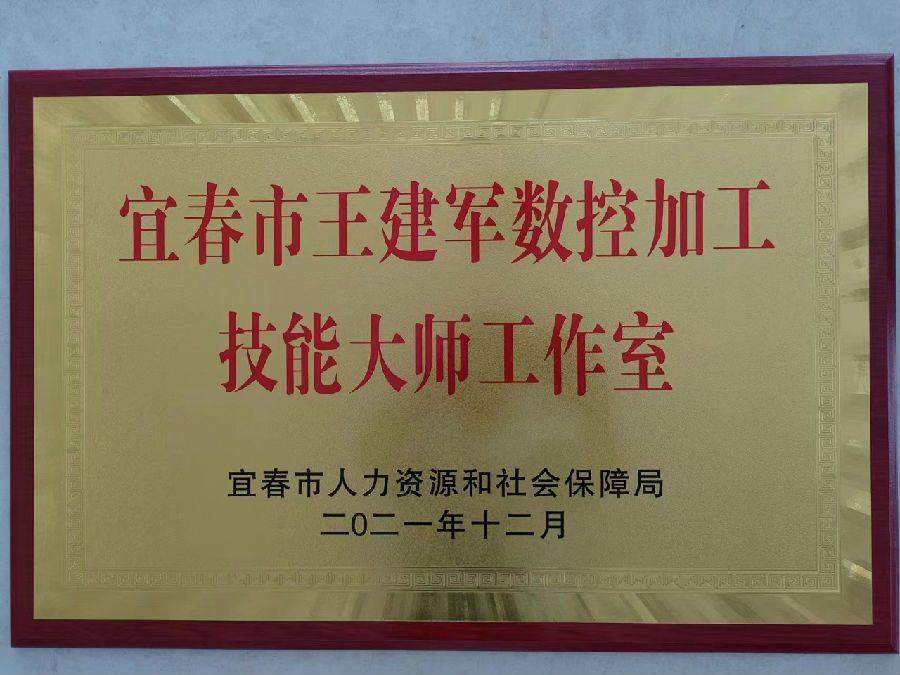 宜春市王建军数控加工
技能大师工作室
宜春市人力资源和社会保障局
二0二一年十二月